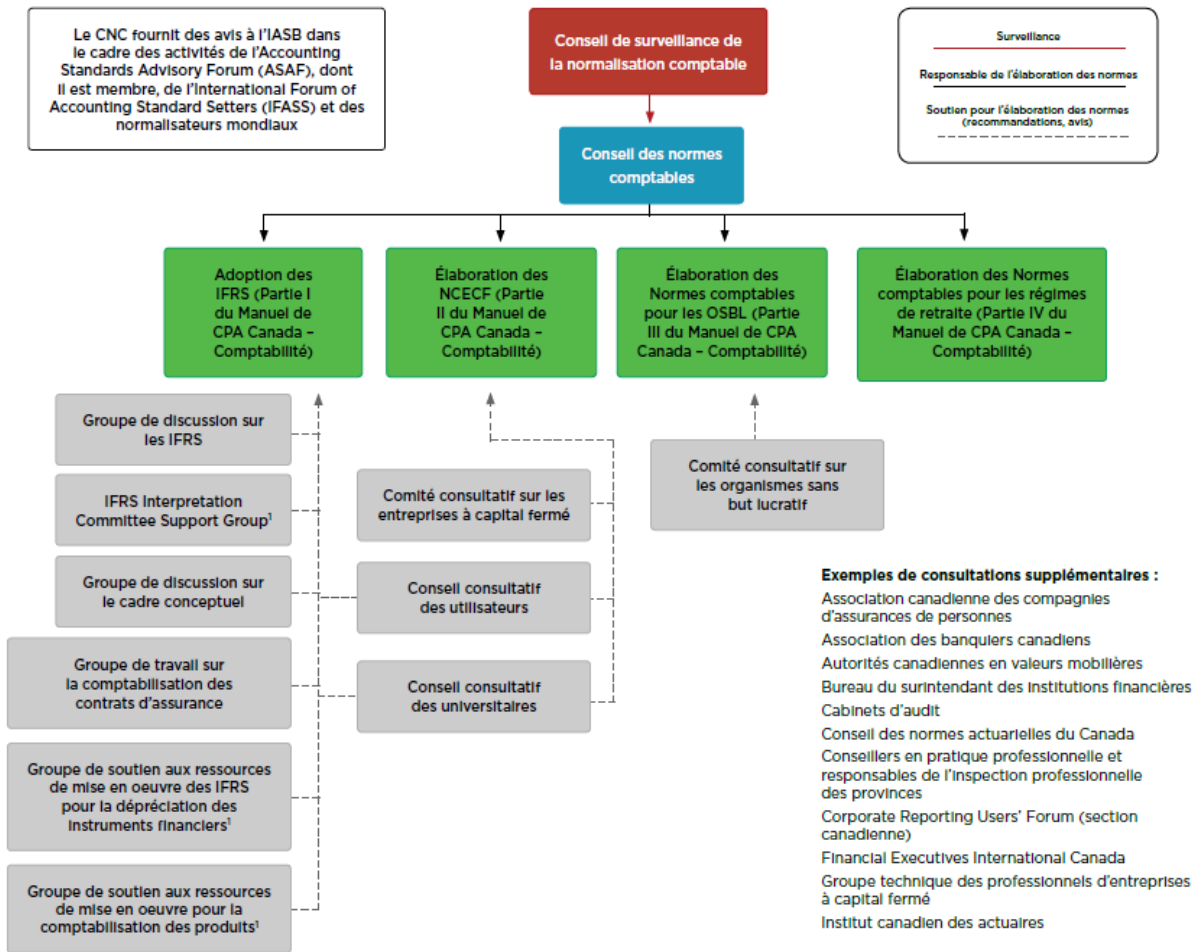 Le CNC fournit des avis à l'IASB dans
le cadre des activités de l'Accounting
Standards Advisory Forum (ASAF), dont
il est membre, de l'International Forum of
Accounting Standard Setters (IFASS) et des
normalisateurs mondiaux
Conseil de surveillance de
la normalisation comptable
Surveillance
Responsable de l'élaboration des normes
Soutien pour l'élaboration des normes
(recommandations, avis)
Conseil des normes
comptables
Adoption des
IFRS (Partie I
du Manuel de
CPA Canada –
Comptabilité)
Élaboration des
NCECF (Partie
II du Manuel de
CPA Canada –
Comptabilité)
Élaboration des
Normes comptables
pour les OSBL (Partie
III du Manuel de CPA
Canada – Comptabilité)
Élaboration des Normes
comptables pour les régimes
de retraite (Partie IV du
Manuel de CPA Canada –
Comptabilité)
Groupe de discussion sur
les IFRS
IFRS Interpretation
Committee Support Group¹
Groupe de discussion sur
le cadre conceptuel
Groupe de travail sur
la comptabilisation des
contrats d'assurance
Groupe de soutien aux ressources
de mise en oeuvre des IFRS
pour la dépréciation des
instruments financiers¹
Groupe de soutien aux ressources
de mise en oeuvre pour la
comptabilisation des produits¹
Comité consultatif sur les
entreprises à capital fermé
Conseil consultatif
des utilisateurs
Conseil consultatif
des universitaires
Comité consultatif sur
les organismes sans
but lucratif
Exemples de consultations supplémentaires :
Association canadienne des compagnies
d'assurances de personnes
Association des banquiers canadiens
Autorités canadiennes en valeurs mobilières
Bureau du surintendant des institutions financières
Cabinets d'audit
Conseil des normes actuarielles du Canada
Conseillers en pratique professionnelle et
responsables de l'inspection professionnelle
des provinces
Corporate Reporting Users' Forum (section
canadienne)
Financial Executives International Canada
Groupe technique des professionnels d'entreprises
à capital fermé
Institut canadien des actuaires